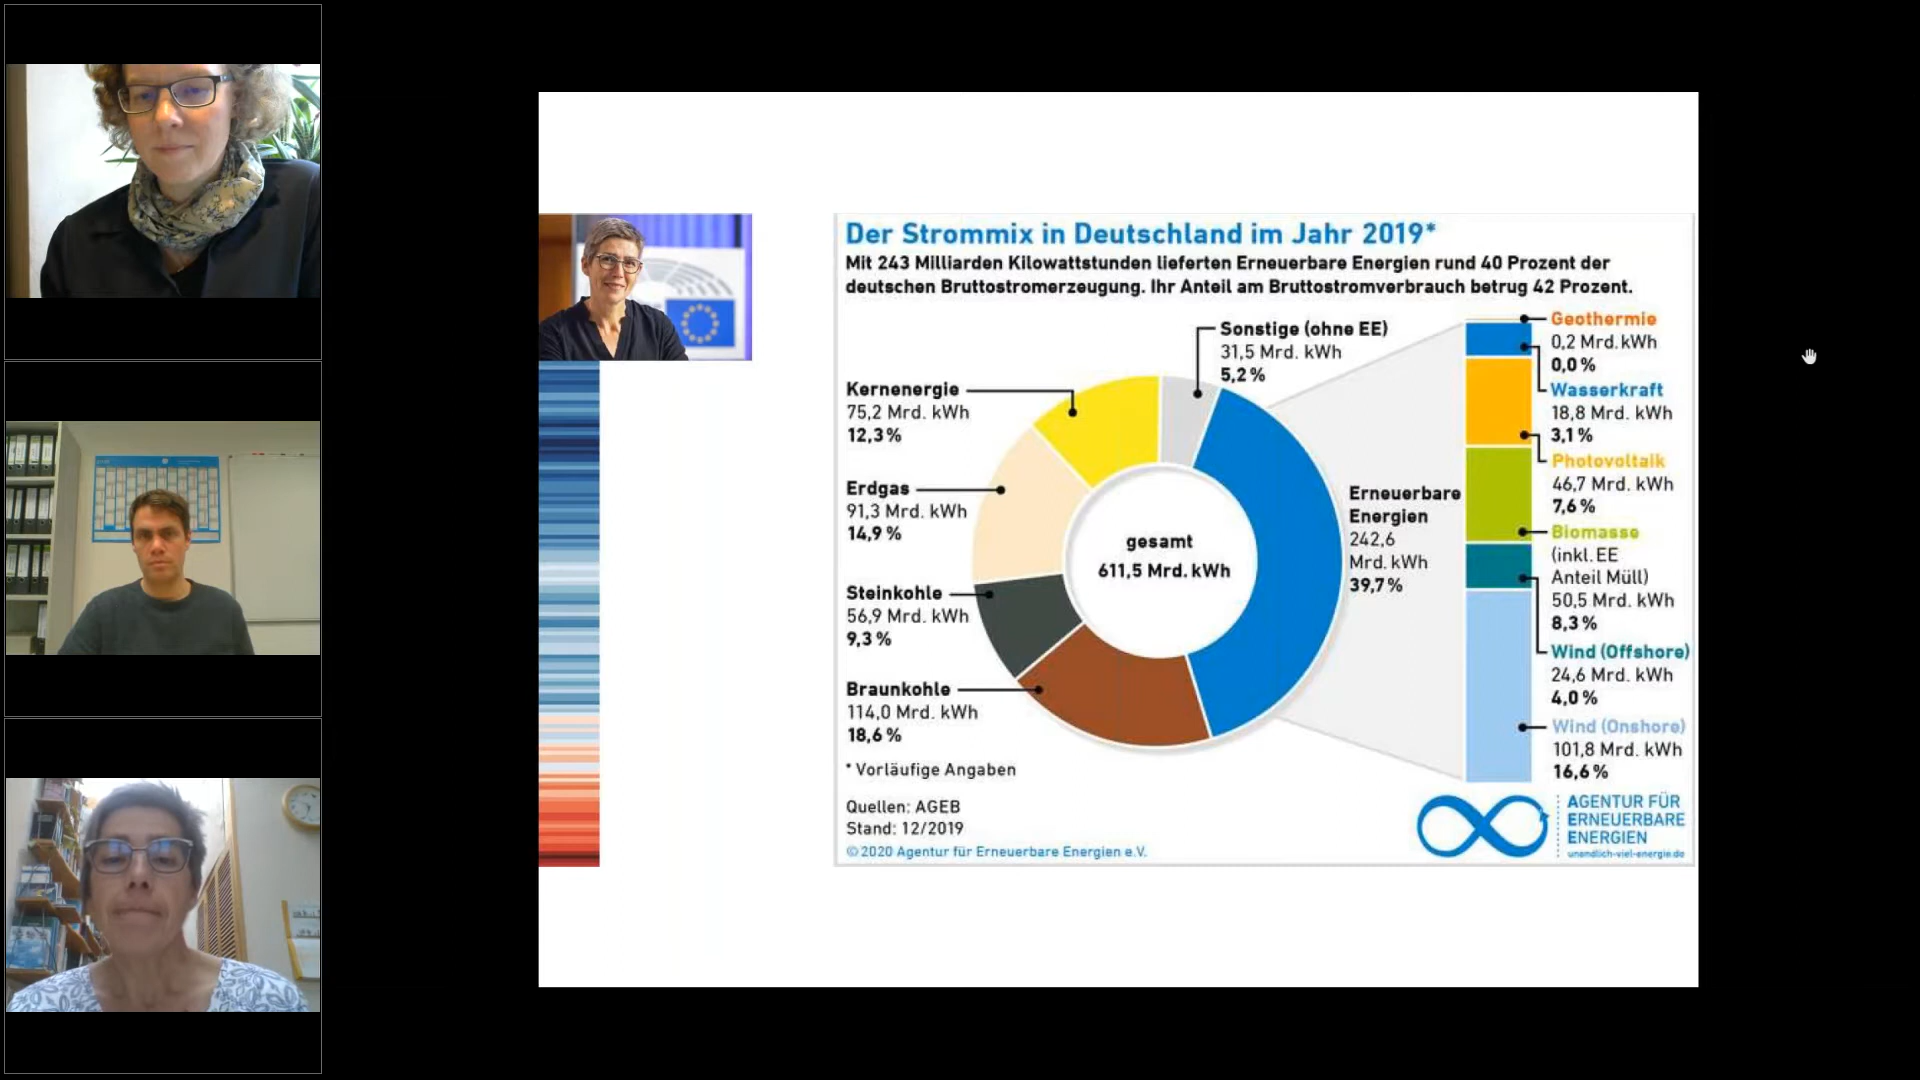 Der Strommix in Deutschland im Jahr 2019*
Mit 243 Milliarden Kilowattstunden lieferten Erneuerbare Energien rund 40 Prozent der
deutschen Bruttostromerzeugung. Ihr Anteil am Bruttostromverbrauch betrug 42 Prozent.
Sonstige (ohne EE)
31,5 Mrd. kWh
5,2 %
Kernenergie
75,2 Mrd. kWh
12,3 %
Erdgas
91,3 Mrd. kWh
14,9 %
Steinkohle
56,9 Mrd. kWh
9,3 %
Braunkohle
114,0 Mrd. kWh
18,6 %
gesamt
611,5 Mrd. kWh
Erneuerbare
Energien
242,6
Mrd. kWh
39,7 %
Geothermie
0,2 Mrd. kWh
0,0 %
Wasserkraft
18,8 Mrd. kWh
3,1 %
Photovoltaik
46,7 Mrd. kWh
7,6 %
Biomasse
(inkl. EE
Anteil Müll)
50,5 Mrd. kWh
8,3 %
Wind (Offshore)
24,6 Mrd. kWh
4,0 %
Wind (Onshore)
101,8 Mrd. kWh
16,6 %
* Vorläufige Angaben
Quellen: AGEB
Stand: 12/2019
© 2020 Agentur für Erneuerbare Energien e.V.
AGENTUR FÜR
ERNEUERBARE
ENERGIEN
unendlich-viel-energie.de